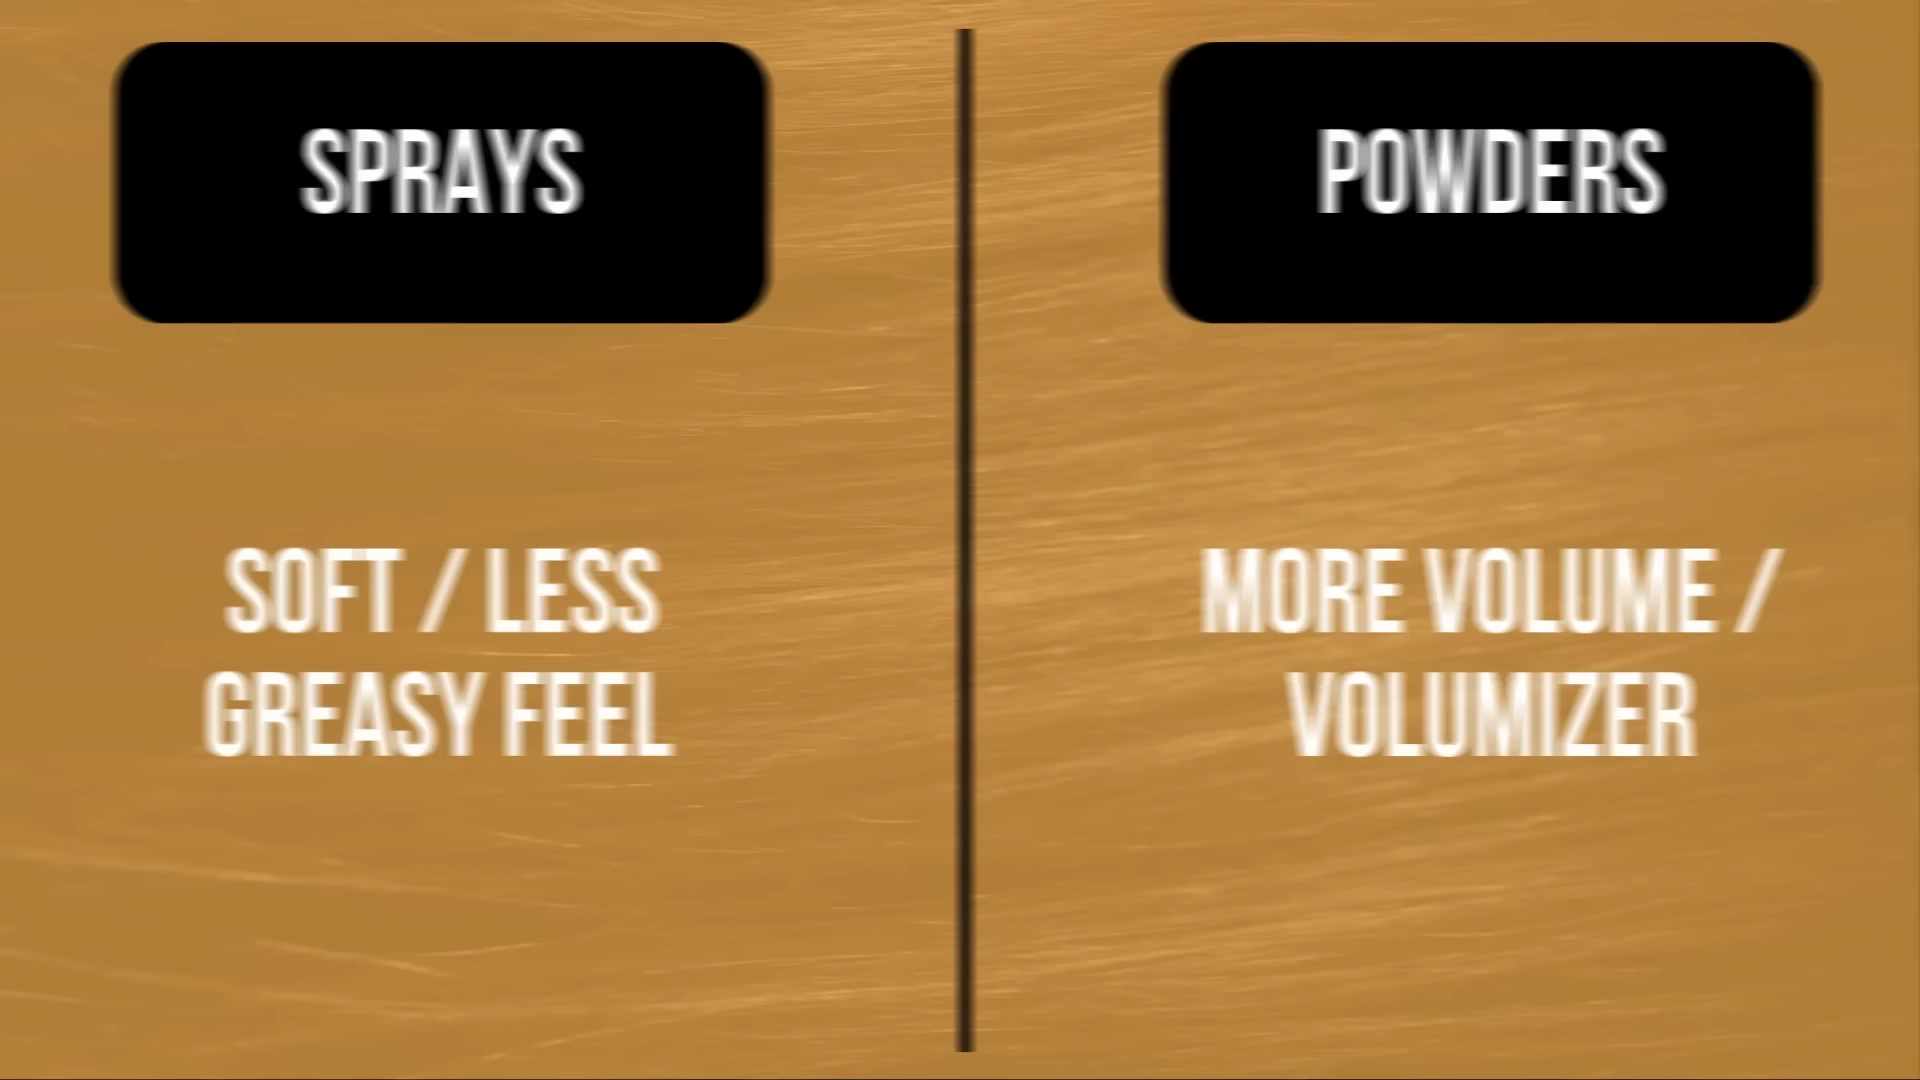 SPRAYS
SOFT / LESS
GREASY FEEL
POWDERS
MORE VOLUME /
VOLUMIZER